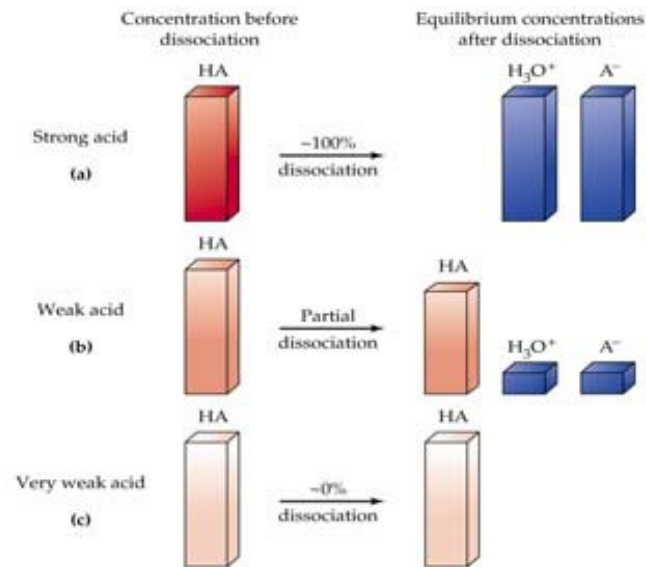 Concentration before
dissociation
Equilibrium concentrations
after dissociation
HA
H₃O⁺ A⁻
Strong acid
(a)
~100%
dissociation
HA
HA
Weak acid
(b)
Partial
dissociation
H₃O⁺ A⁻
HA
HA
Very weak acid
(c)
~0%
dissociation